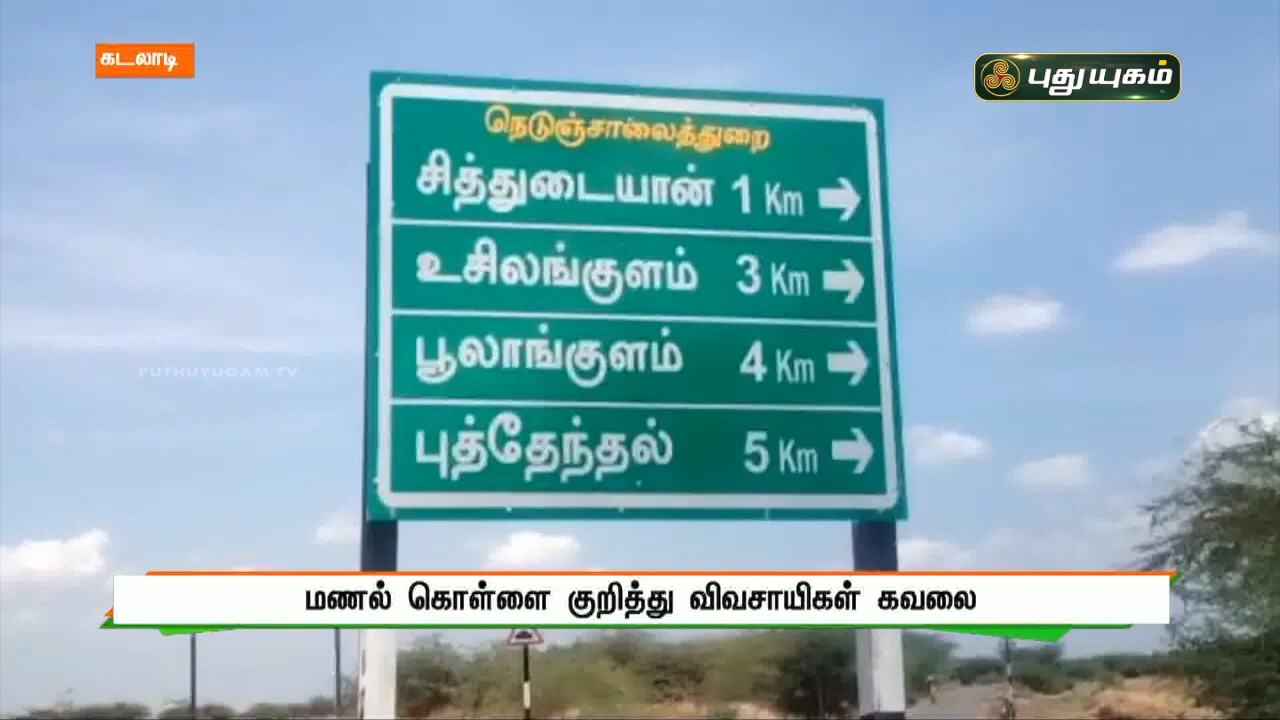 கடலாடி
புதுயுகம்
நெடுஞ்சாலைத்துறை
சித்துடையான் 1 Km
உசிலங்குளம் 3 Km
பூலாங்குளம் 4 Km
புத்தேந்தல் 5 Km
PUTHUYUGAM TV
மணல் கொள்ளை குறித்து விவசாயிகள் கவலை